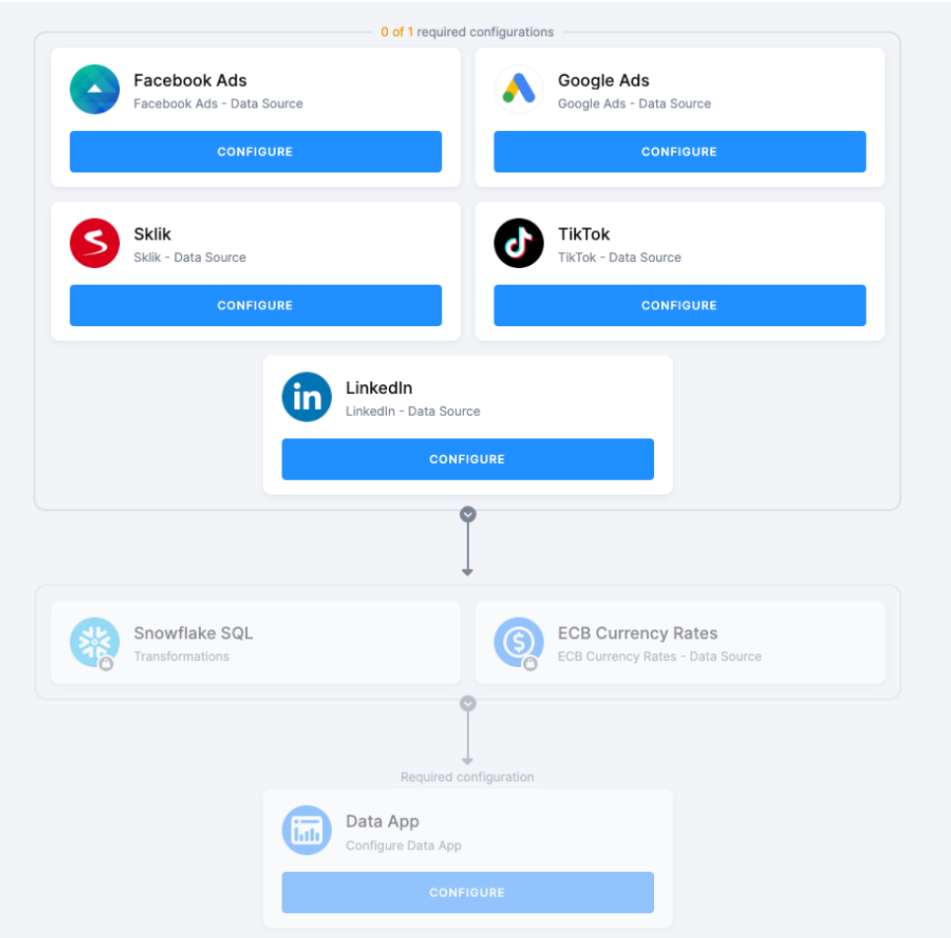 0 of 1 required configurations
Facebook Ads
Facebook Ads - Data Source
CONFIGURE
Google Ads
Google Ads - Data Source
CONFIGURE
Sklik
Sklik - Data Source
CONFIGURE
TikTok
TikTok - Data Source
CONFIGURE
in
LinkedIn
LinkedIn - Data Source
CONFIGURE
Snowflake SQL
Transformations
ECB Currency Rates
ECB Currency Rates - Data Source
Required configuration
Data App
Configure Data App
CONFIGURE